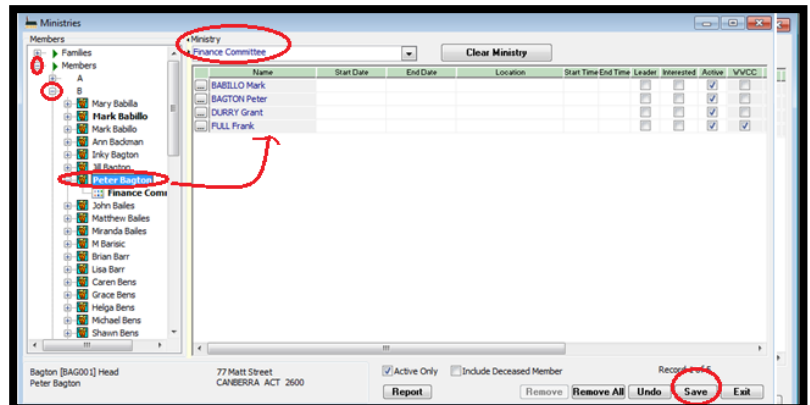 Ministries
Members
Families
Members
A
B
Mary Babilla
Mark Babillo
Mark Babillo
Ann Backman
Inky Bagton
Jill Bagton
Peter Bagton
Finance Com
John Bailes
Matthew Bailes
Miranda Bailes
M Barisic
Brian Barr
Lisa Barr
Caren Bens
Grace Bens
Helga Bens
Michael Bens
Shawn Bens
Ministry
Finance Committee
Clear Ministry
Name Start Date End Date Location Start Time End Time Leader Interested Active WVCC
BABILLO Mark
BAGTON Peter
DURRY Grant
FULL Frank
Bagton [BAG001] Head
Peter Bagton
77 Matt Street
CANBERRA ACT 2600
Active Only Include Deceased Member
Report Remove Remove All Undo Save Exit